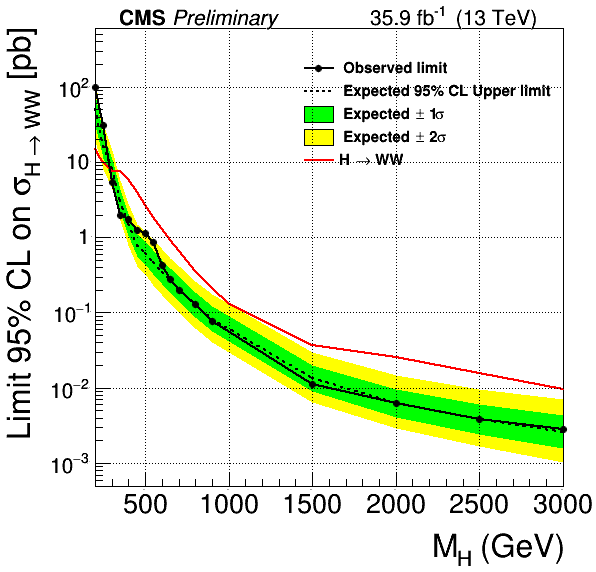 CMS Preliminary 35.9 fb⁻¹ (13 TeV)
Limit 95% CL on σ_H→WW [pb]
Observed limit
Expected 95% CL Upper limit
Expected ± 1σ
Expected ± 2σ
H → WW
10²
10
1
10⁻¹
10⁻²
10⁻³
500 1000 1500 2000 2500 3000
M_H (GeV)